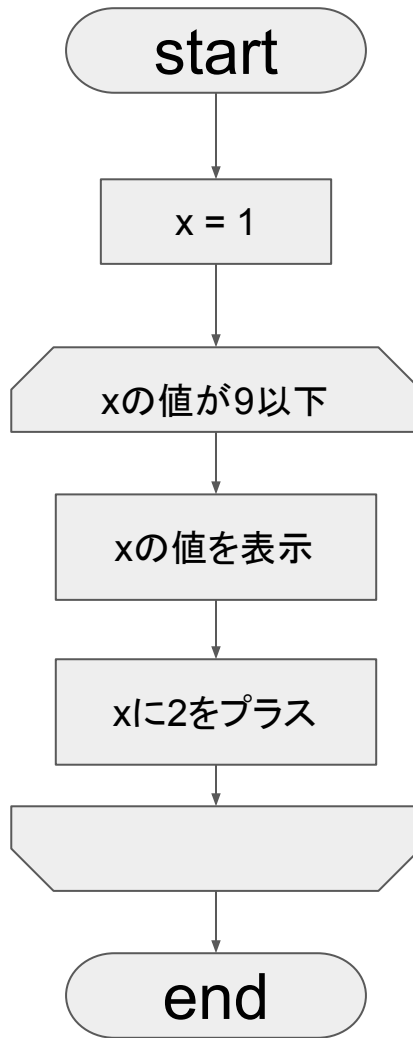 start
x = 1
xの値が9以下
xの値を表示
xに2をプラス
end